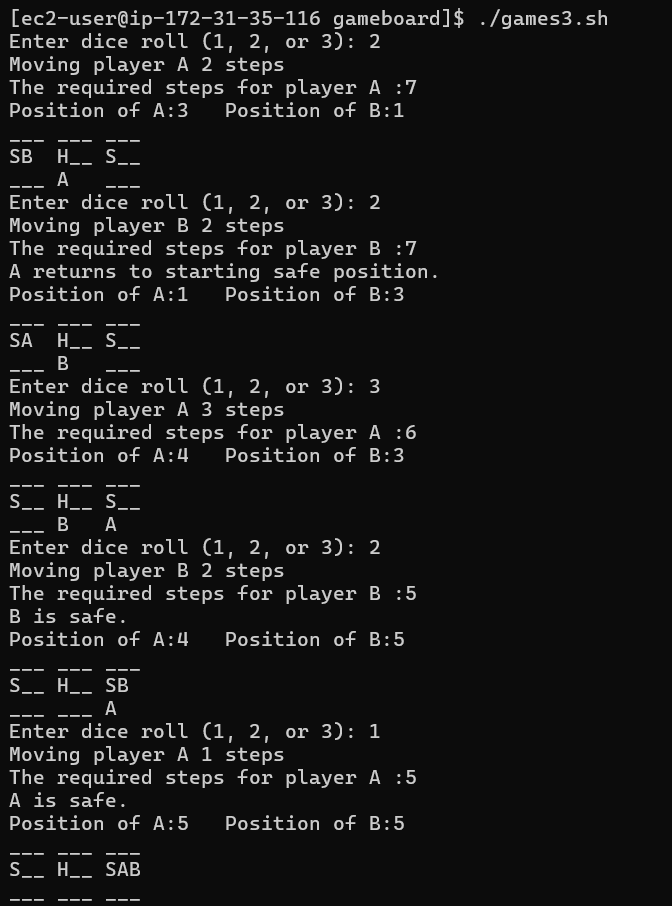 [ec2-user@ip-172-31-35-116 gameboard]$ ./games3.sh
Enter dice roll (1, 2, or 3): 2
Moving player A 2 steps
The required steps for player A :7
Position of A:3   Position of B:1
___ ___ ___
SB  H__ S__
___ A   ___
Enter dice roll (1, 2, or 3): 2
Moving player B 2 steps
The required steps for player B :7
A returns to starting safe position.
Position of A:1   Position of B:3
___ ___ ___
SA  H__ S__
___ B   ___
Enter dice roll (1, 2, or 3): 3
Moving player A 3 steps
The required steps for player A :6
Position of A:4   Position of B:3
___ ___ ___
S__ H__ S__
___ B   A
Enter dice roll (1, 2, or 3): 2
Moving player B 2 steps
The required steps for player B :5
B is safe.
Position of A:4   Position of B:5
___ ___ ___
S__ H__ SB
___ ___ A
Enter dice roll (1, 2, or 3): 1
Moving player A 1 steps
The required steps for player A :5
A is safe.
Position of A:5   Position of B:5
___ ___ ___
S__ H__ SAB
___ ___ ___